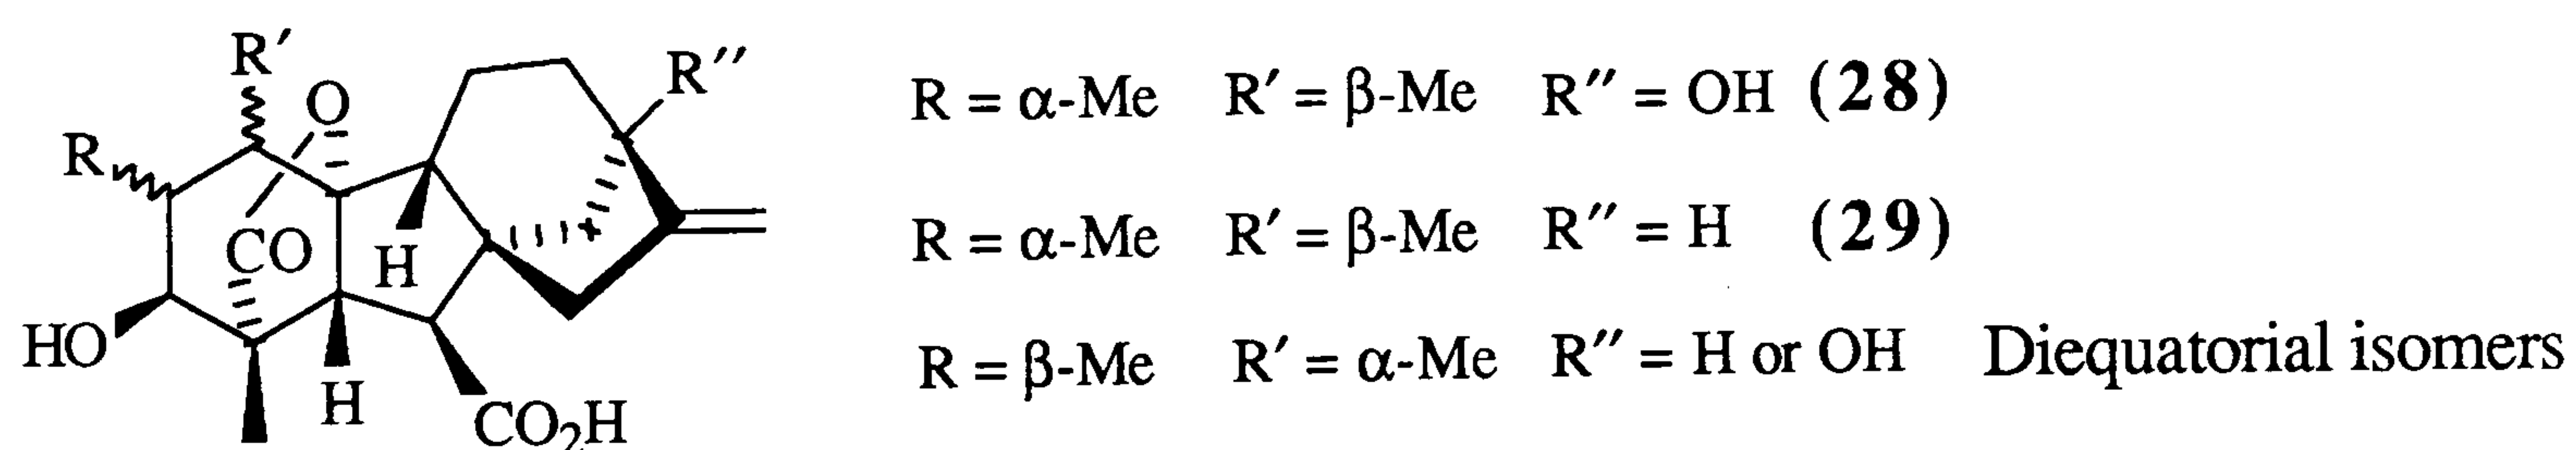 R′
O
R″
R
CO
H
HO
H
CO₂H
R = α-Me R′ = β-Me R″ = OH (28)
R = α-Me R′ = β-Me R″ = H (29)
R = β-Me R′ = α-Me R″ = H or OH Diequatorial isomers